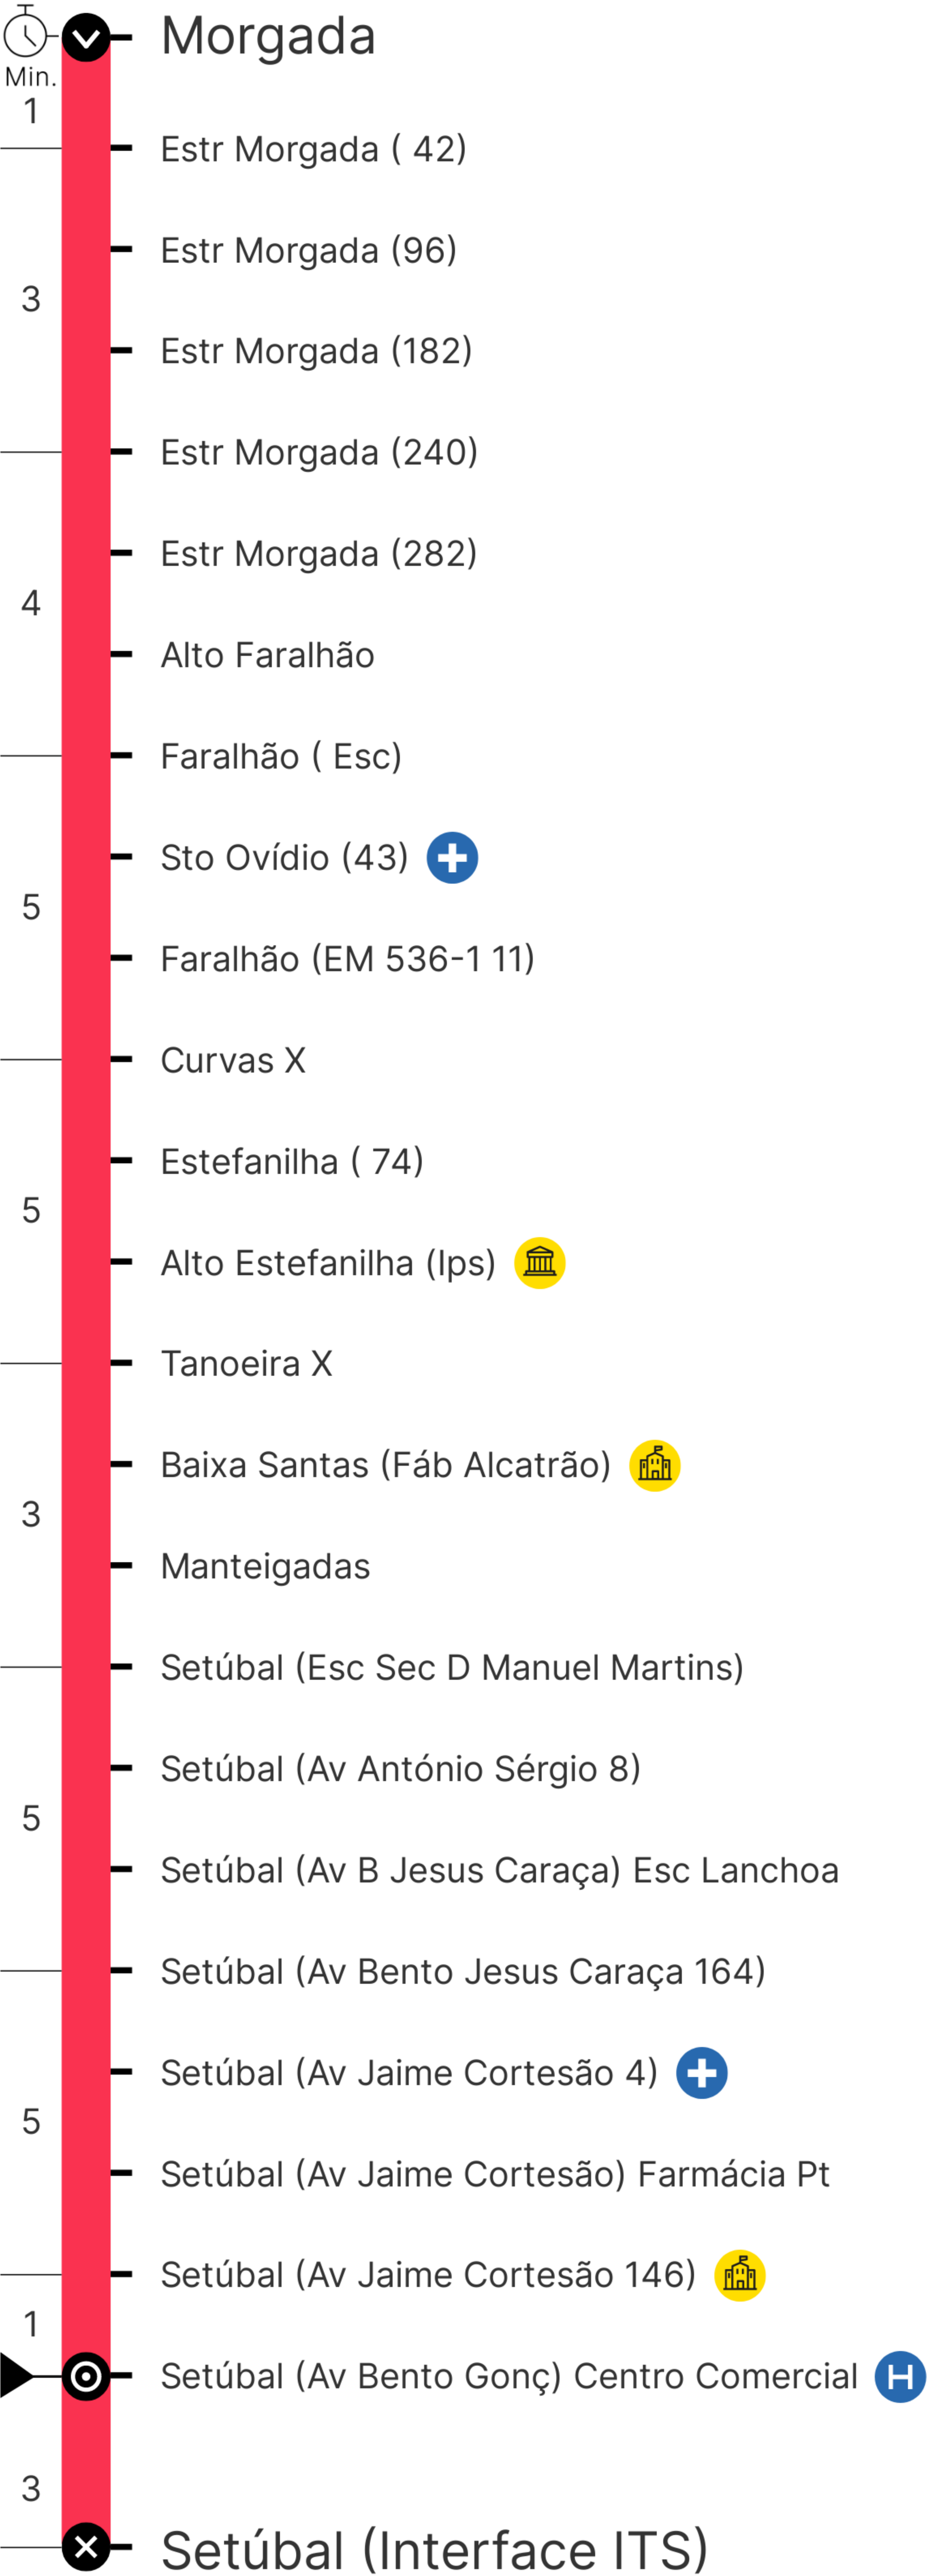 Morgada
Min.
1
Estr Morgada ( 42)
Estr Morgada (96)
3
Estr Morgada (182)
Estr Morgada (240)
Estr Morgada (282)
4
Alto Faralhão
Faralhão ( Esc)
Sto Ovídio (43)
5
Faralhão (EM 536-1 11)
Curvas X
Estefanilha ( 74)
5
Alto Estefanilha (Ips)
Tanoeira X
Baixa Santas (Fáb Alcatrão)
3
Manteigadas
Setúbal (Esc Sec D Manuel Martins)
Setúbal (Av António Sérgio 8)
5
Setúbal (Av B Jesus Caraça) Esc Lanchoa
Setúbal (Av Bento Jesus Caraça 164)
Setúbal (Av Jaime Cortesão 4)
5
Setúbal (Av Jaime Cortesão) Farmácia Pt
Setúbal (Av Jaime Cortesão 146)
1
Setúbal (Av Bento Gonç) Centro Comercial H
3
Setúbal (Interface ITS)